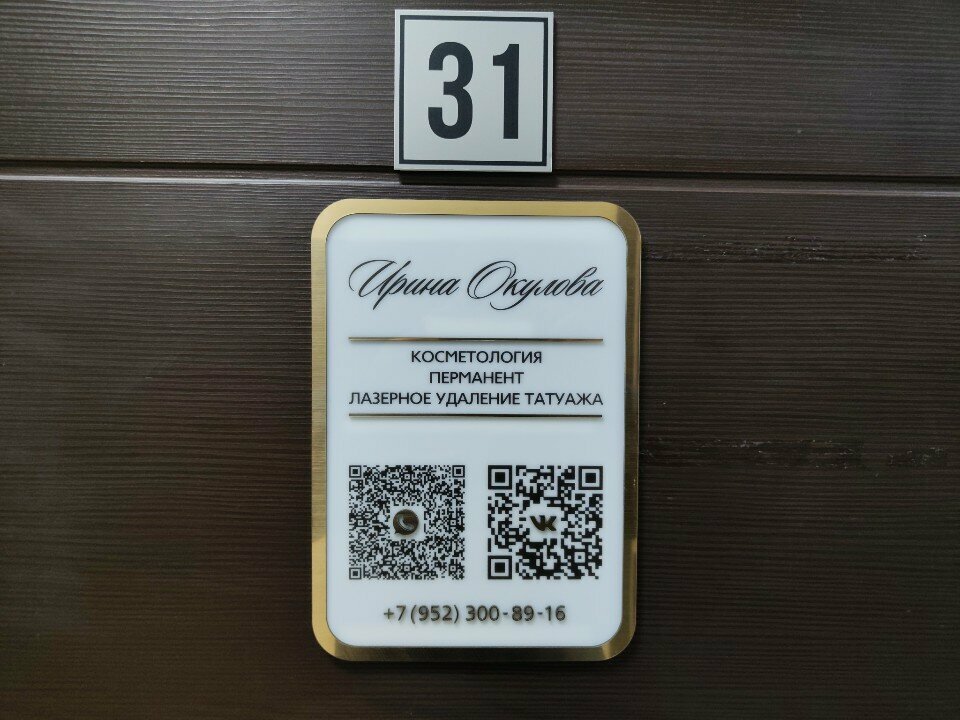 31
Ирина Окулова
КОСМЕТОЛОГИЯ
ПЕРМАНЕНТ
ЛАЗЕРНОЕ УДАЛЕНИЕ ТАТУАЖА
+7 (952) 300-89-16